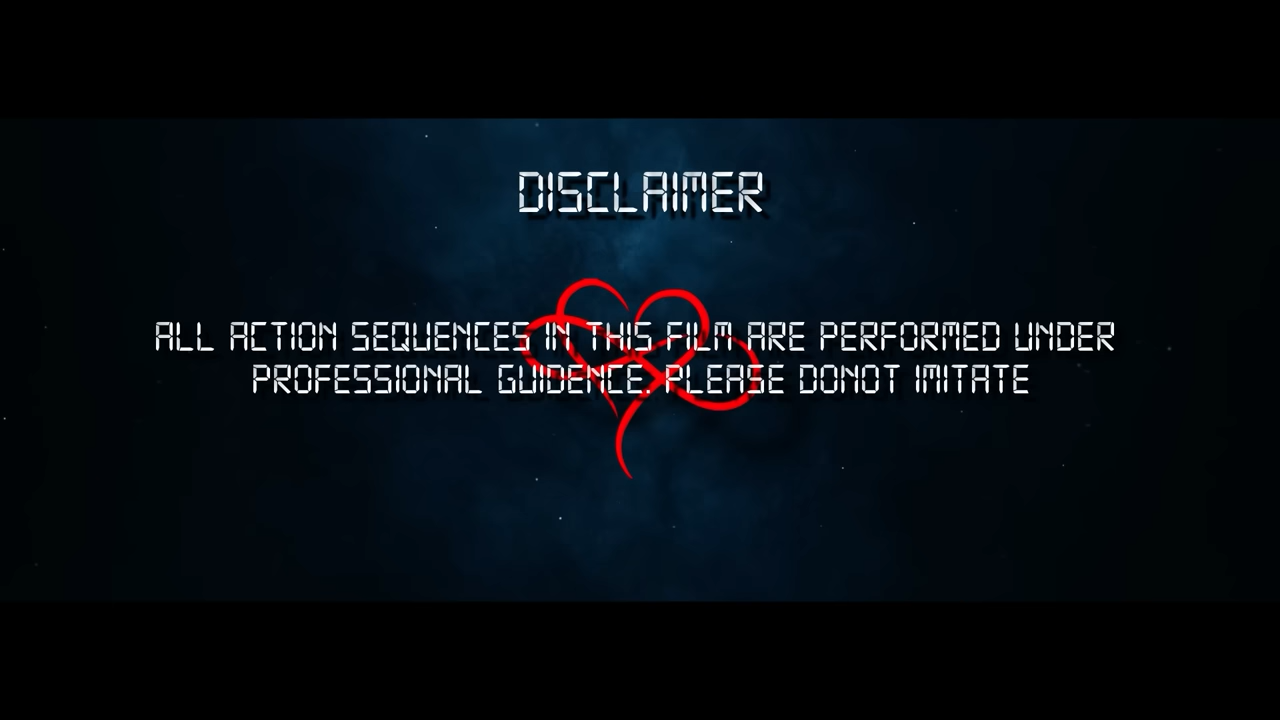 DISCLAIMER
ALL ACTION SEQUENCES IN THIS FILM ARE PERFORMED UNDER
PROFESSIONAL GUIDENCE. PLEASE DONOT IMITATE